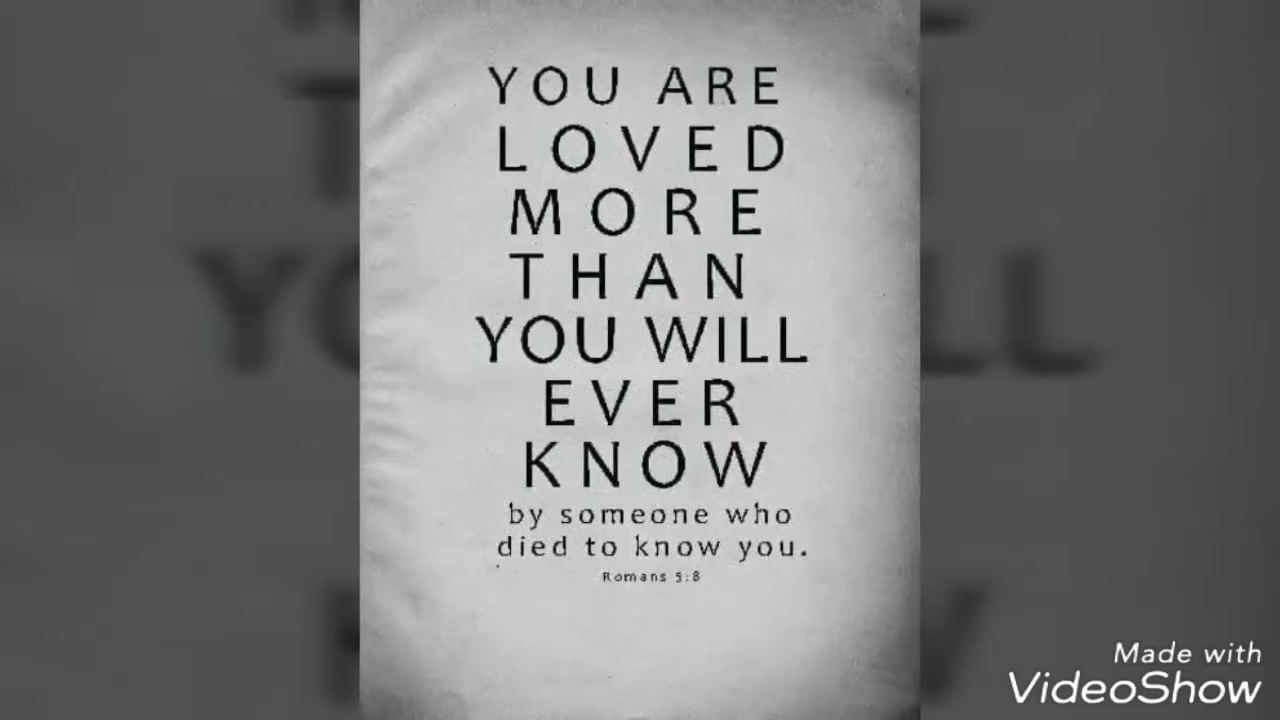 YOU ARE
LOVED
MORE
THAN
YOU WILL
EVER
KNOW
by someone who
died to know you.
Romans 5:8
Made with
VideoShow